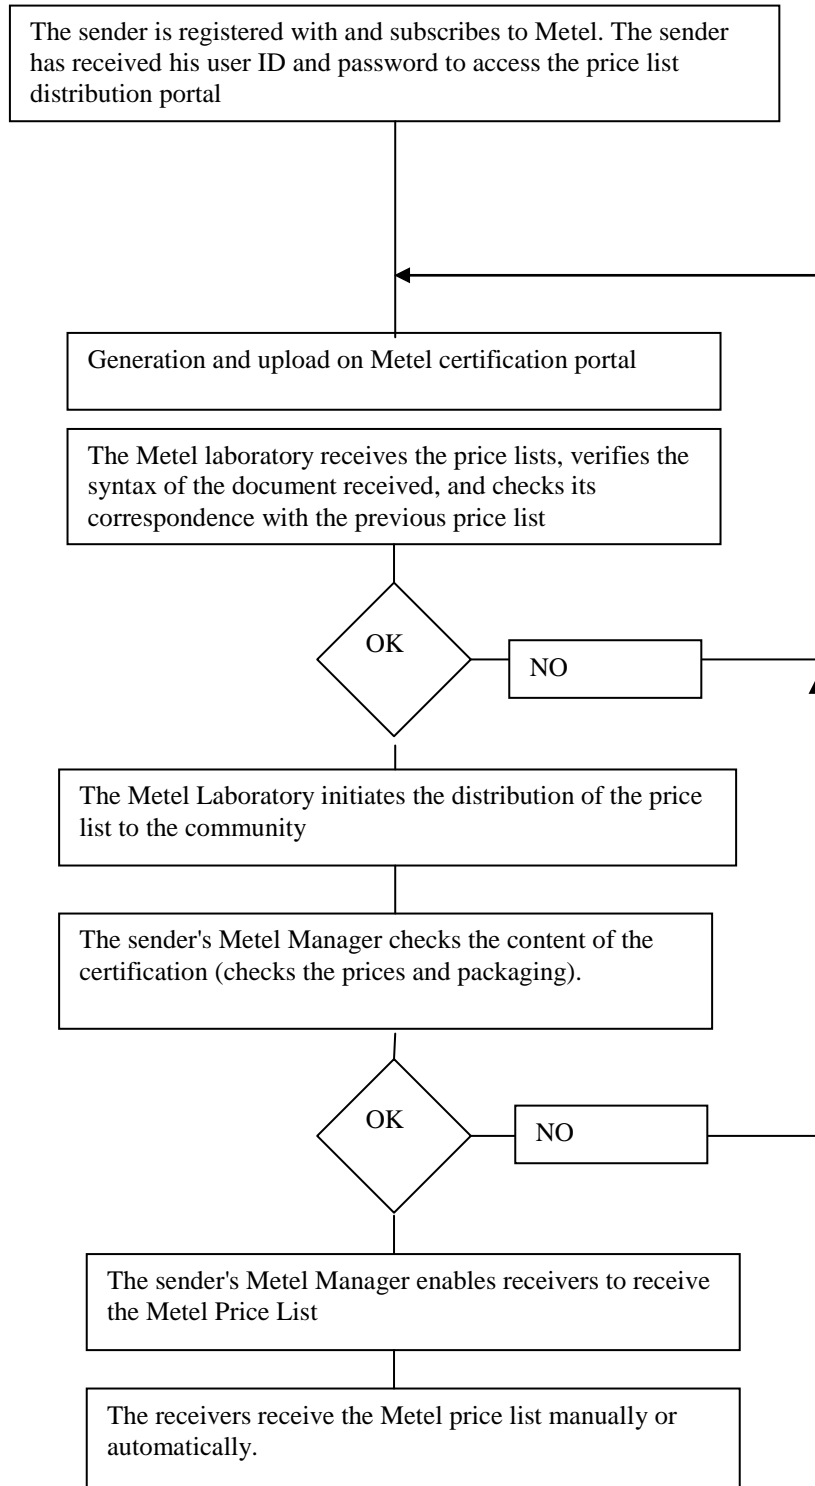 The sender is registered with and subscribes to Metel. The sender
has received his user ID and password to access the price list
distribution portal
Generation and upload on Metel certification portal
The Metel laboratory receives the price lists, verifies the
syntax of the document received, and checks its
correspondence with the previous price list
OK
NO
The Metel Laboratory initiates the distribution of the price
list to the community
The sender's Metel Manager checks the content of the
certification (checks the prices and packaging).
OK
NO
The sender's Metel Manager enables receivers to receive
the Metel Price List
The receivers receive the Metel price list manually or
automatically.